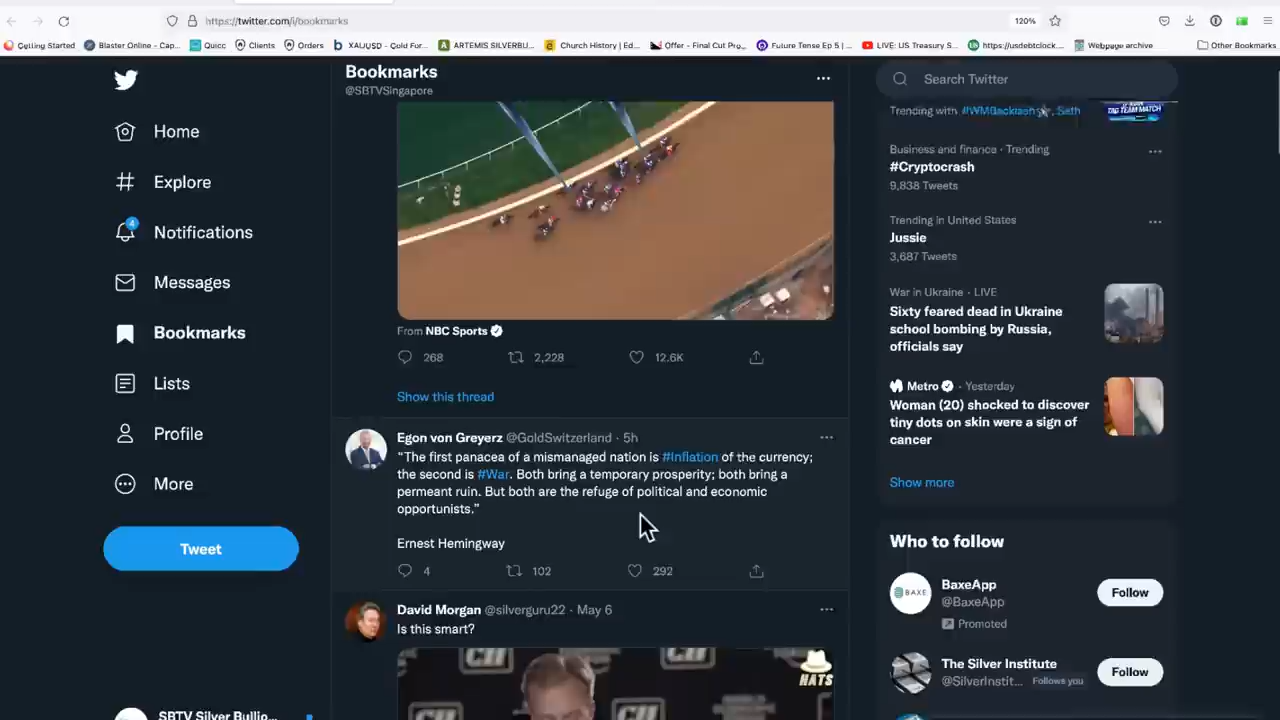 https://twitter.com/i/bookmarks
120%
Getting Started
Blaster Online - Cap...
Quicc
Clients
Orders
XAUUSD - Gold Fur...
ARTEMIS SILVERBU...
Church History | Ed...
Offer - Final Cut Pro...
Future Tense Ep 5 |...
LIVE: US Treasury S...
https://usdebtclock....
Webpage archive
Other Bookmarks
Bookmarks
@SBTVSingapore
Home
Explore
4
Notifications
Messages
Bookmarks
Lists
Profile
More
Tweet
SBTV Silver Bullio...
From NBC Sports
268
2,228
12.6K
Show this thread
Egon von Greyerz @GoldSwitzerland · 5h
“The first panacea of a mismanaged nation is #Inflation of the currency;
the second is #War. Both bring a temporary prosperity; both bring a
permeant ruin. But both are the refuge of political and economic
opportunists.”
Ernest Hemingway
4
102
292
David Morgan @silverguru22 · May 6
Is this smart?
HATS
Search Twitter
TAG TEAM MATCH
Trending with , Seth
Business and finance · Trending
#Cryptocrash
9,838 Tweets
Trending in United States
Jussie
3,687 Tweets
War in Ukraine · LIVE
Sixty feared dead in Ukraine
school bombing by Russia,
officials say
Metro · Yesterday
Woman (20) shocked to discover
tiny dots on skin were a sign of
cancer
Show more
Who to follow
BAXE
BaxeApp
@BaxeApp
Promoted
Follow
The Silver Institute
@SilverInstit... Follows you
Follow